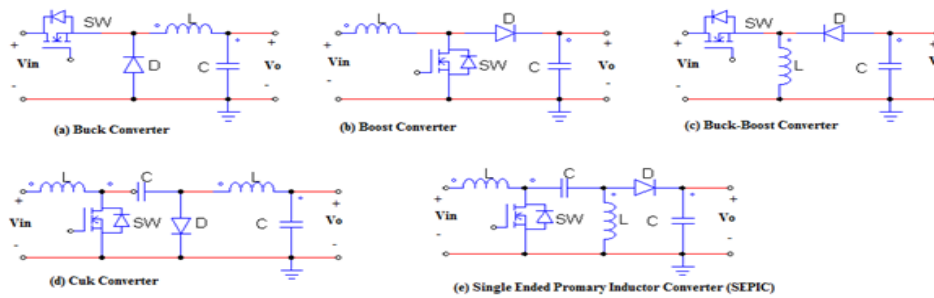 SW L
+ +
Vin D C Vo
- -
(a) Buck Converter
L D
+ +
Vin SW C Vo
- -
(b) Boost Converter
SW D
+ +
Vin L C V
- -
(c) Buck-Boost Converter
L C L
+ +
Vin SW D C Vo
- -
(d) Cuk Converter
L C D
+ +
Vin SW L C Vo
- -
(e) Single Ended Promary Inductor Converter (SEPIC)